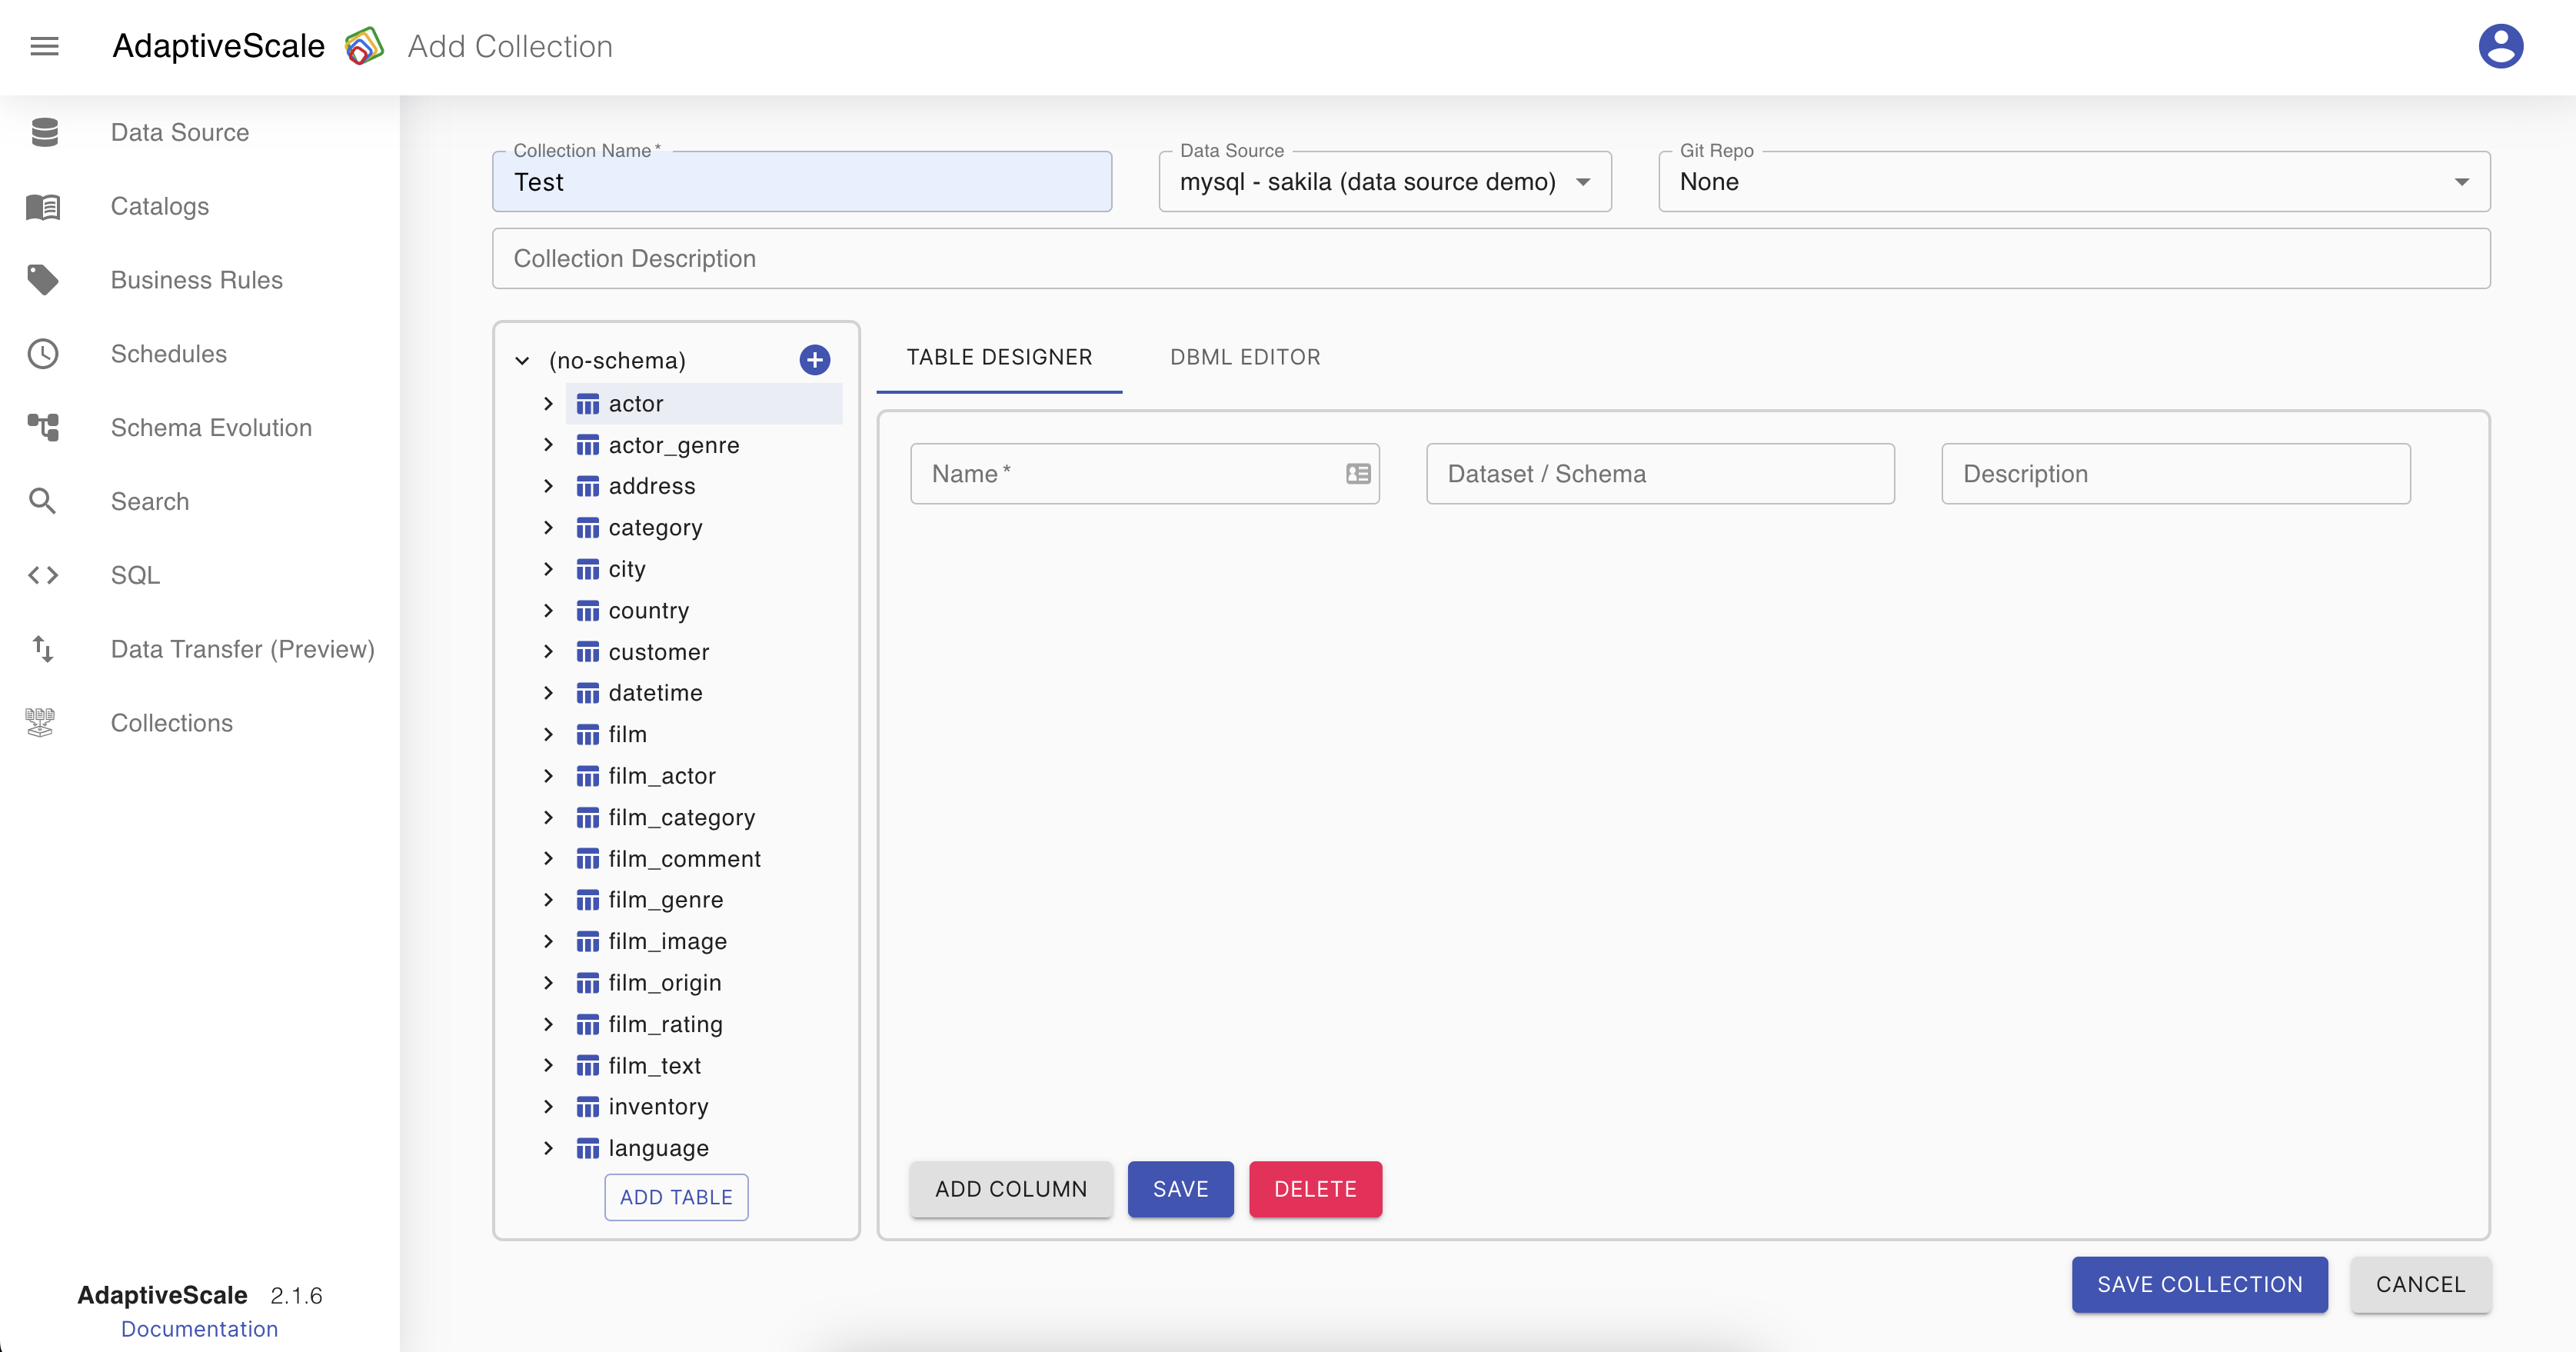 AdaptiveScale Add Collection
Data Source
Catalogs
Business Rules
Schedules
Schema Evolution
Search
SQL
Data Transfer (Preview)
Collections
AdaptiveScale 2.1.6
Documentation
Collection Name *
Test
Data Source
mysql - sakila (data source demo)
Git Repo
None
Collection Description
(no-schema)
actor
actor_genre
address
category
city
country
customer
datetime
film
film_actor
film_category
film_comment
film_genre
film_image
film_origin
film_rating
film_text
inventory
language
ADD TABLE
TABLE DESIGNER DBML EDITOR
Name * Dataset / Schema Description
ADD COLUMN SAVE DELETE
SAVE COLLECTION CANCEL